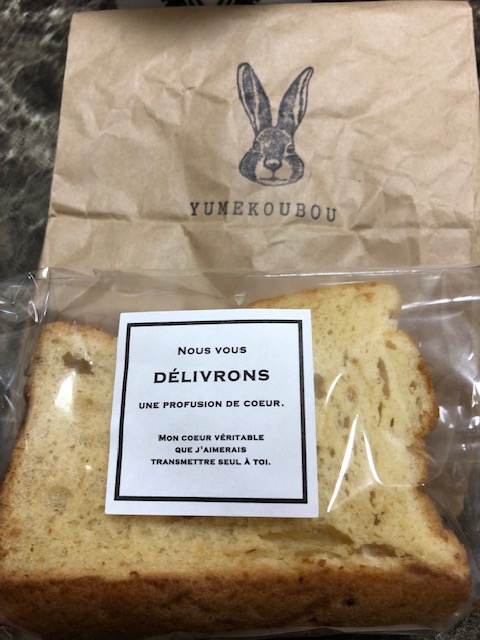 YUMEKOUBOU
NOUS VOUS
DÉLIVRONS
UNE PROFUSION DE COEUR.
MON COEUR VÉRITABLE
QUE J'AIMERAIS
TRANSMETTRE SEUL À TOI.